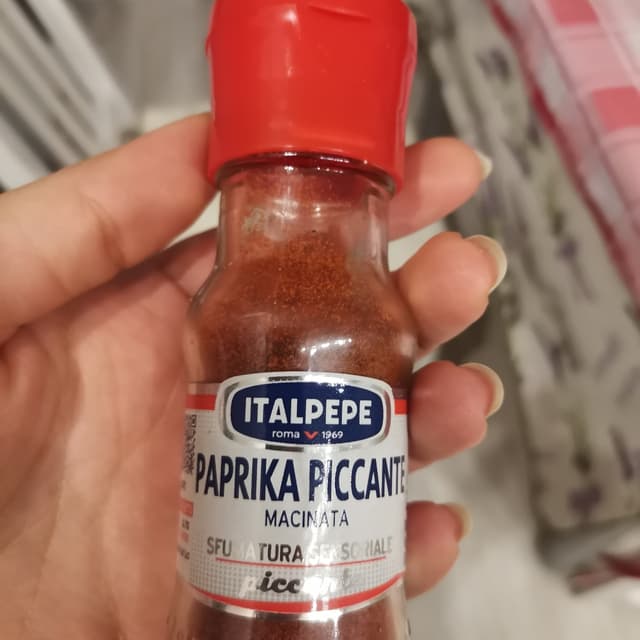 ITALPEPE
roma 1969
PAPRIKA PICCANTE
MACINATA
SFUMATURA SENSORIALE
piccante